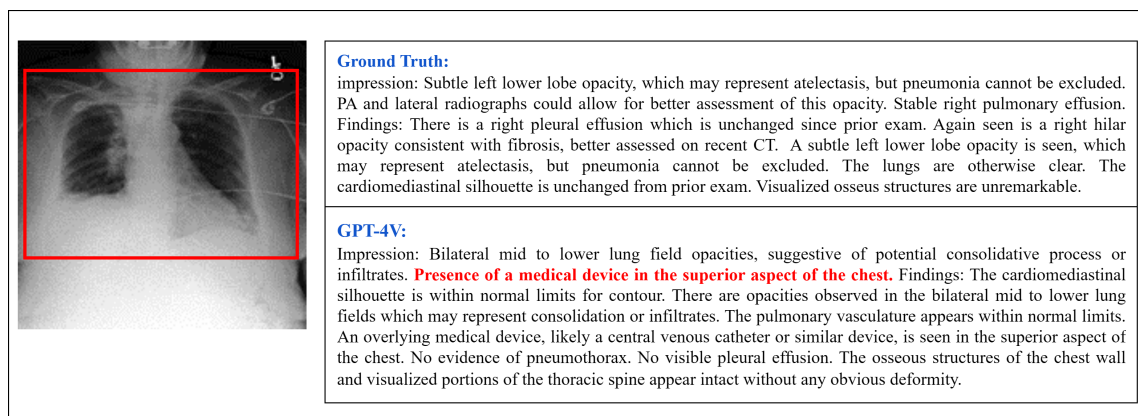 Ground Truth:
impression: Subtle left lower lobe opacity, which may represent atelectasis, but pneumonia cannot be excluded.
PA and lateral radiographs could allow for better assessment of this opacity. Stable right pulmonary effusion.
Findings: There is a right pleural effusion which is unchanged since prior exam. Again seen is a right hilar
opacity consistent with fibrosis, better assessed on recent CT. A subtle left lower lobe opacity is seen, which
may represent atelectasis, but pneumonia cannot be excluded. The lungs are otherwise clear. The
cardiomediastinal silhouette is unchanged from prior exam. Visualized osseus structures are unremarkable.
GPT-4V:
Impression: Bilateral mid to lower lung field opacities, suggestive of potential consolidative process or
infiltrates. Presence of a medical device in the superior aspect of the chest. Findings: The cardiomediastinal
silhouette is within normal limits for contour. There are opacities observed in the bilateral mid to lower lung
fields which may represent consolidation or infiltrates. The pulmonary vasculature appears within normal limits.
An overlying medical device, likely a central venous catheter or similar device, is seen in the superior aspect of
the chest. No evidence of pneumothorax. No visible pleural effusion. The osseous structures of the chest wall
and visualized portions of the thoracic spine appear intact without any obvious deformity.